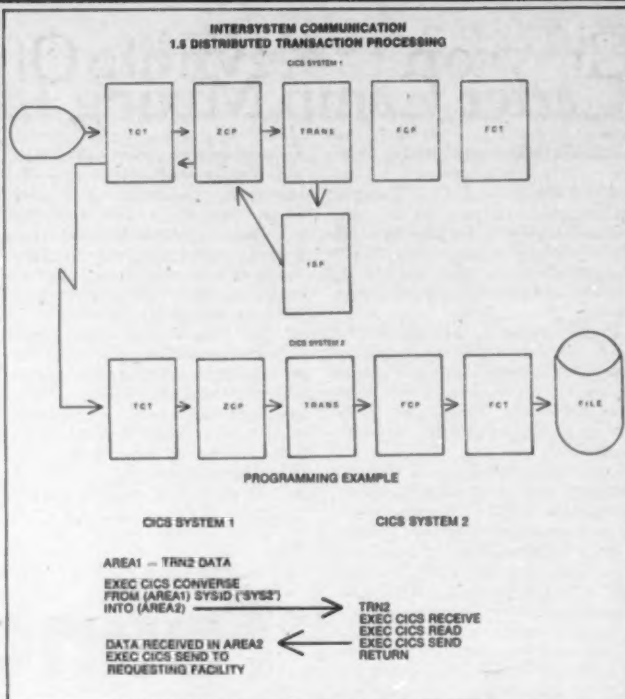 INTERSYSTEM COMMUNICATION
1.5 DISTRIBUTED TRANSACTION PROCESSING
CICS SYSTEM 1
TCT ZCP TRANS FCP FCT
ISP
CICS SYSTEM 2
TCT ZCP TRANS FCP FCT FILE
PROGRAMMING EXAMPLE
CICS SYSTEM 1 CICS SYSTEM 2
AREA1 — TRN2 DATA
EXEC CICS CONVERSE
FROM (AREA1) SYSID ('SYS2')
INTO (AREA2)
TRN2
EXEC CICS RECEIVE
EXEC CICS READ
DATA RECEIVED IN AREA2 EXEC CICS SEND
EXEC CICS SEND TO RETURN
REQUESTING FACILITY